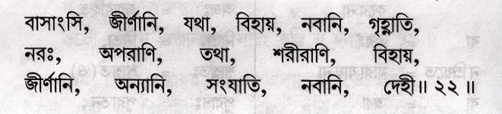 বাসাংসি, জীর্ণানি, যথা, বিহায়, নবানি, গৃহ্নাতি,
নরঃ, অপরাণি, তথা, শরীরাণি, বিহায়,
জীর্ণানি, অন্যানি, সংযাতি, নবানি, দেহী॥ ২২ ॥